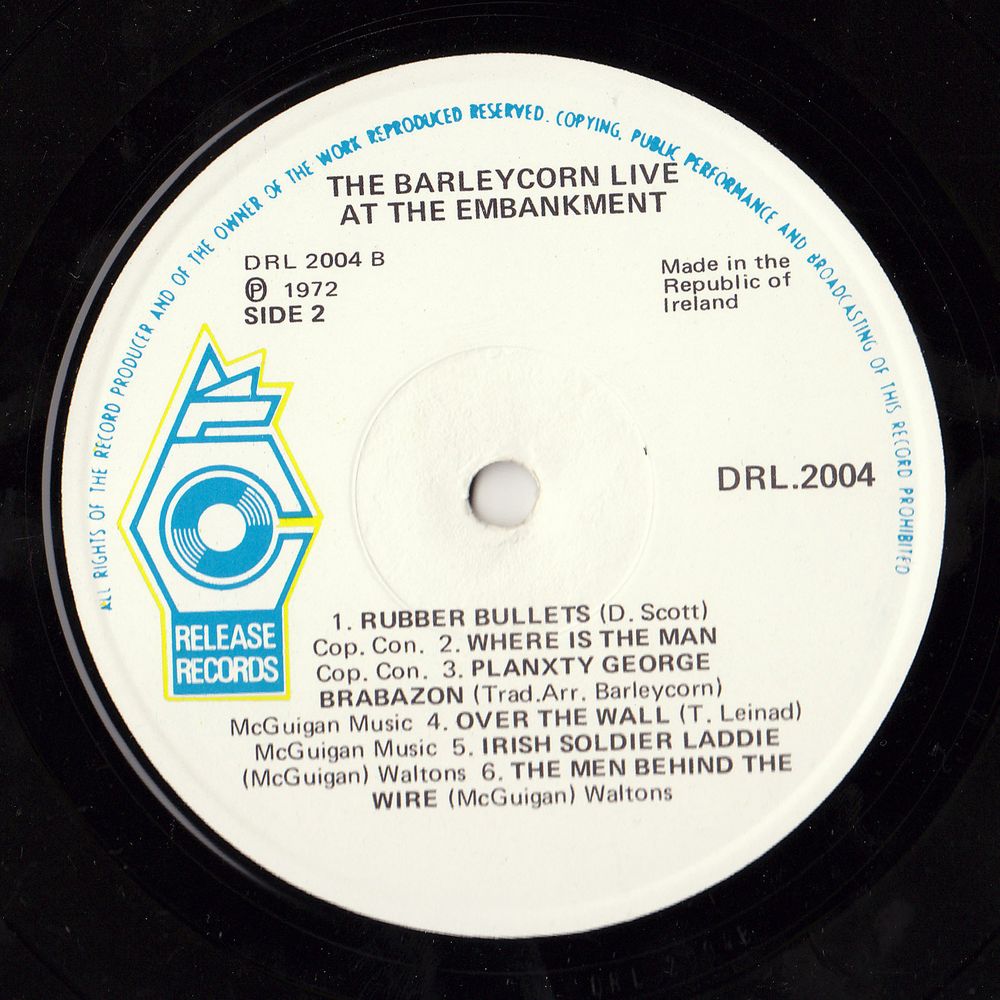 ALL RIGHTS OF THE RECORD PRODUCER AND OF THE OWNER OF THE WORK REPRODUCED RESERVED. COPYING, PUBLIC PERFORMANCE AND BROADCASTING OF THIS RECORD PROHIBITED
THE BARLEYCORN LIVE
AT THE EMBANKMENT
DRL 2004 B
Ⓟ 1972
SIDE 2
Made in the
Republic of
Ireland
DRL.2004
RELEASE
RECORDS
1. RUBBER BULLETS (D. Scott)
Cop. Con. 2. WHERE IS THE MAN
Cop. Con. 3. PLANXTY GEORGE
BRABAZON (Trad.Arr. Barleycorn)
McGuigan Music 4. OVER THE WALL (T. Leinad)
McGuigan Music 5. IRISH SOLDIER LADDIE
(McGuigan) Waltons 6. THE MEN BEHIND THE
WIRE (McGuigan) Waltons